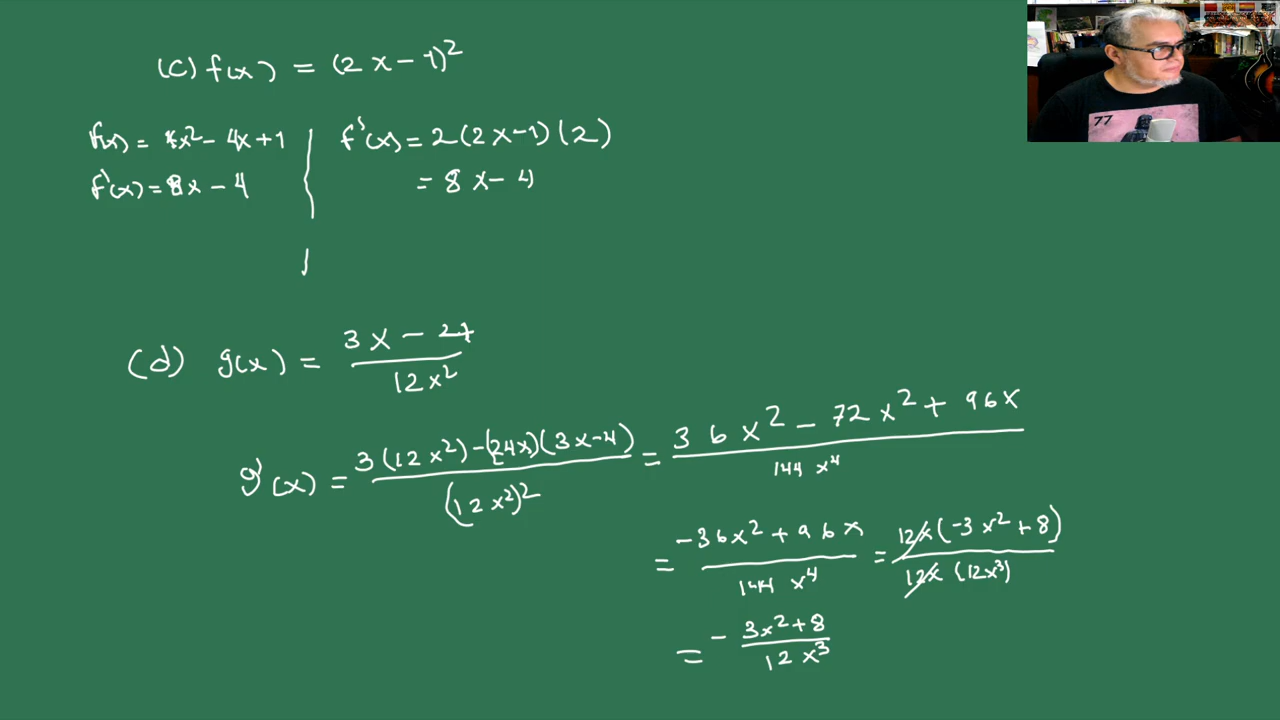 (c) f(x) = (2x-1)²
f(x) = 4x² - 4x + 1
f'(x) = 8x - 4
f'(x) = 2(2x-1)(2)
= 8x - 4
(d) g(x) = (3x - 4)/(12x²)
g'(x) = (3(12x²) - (24x)(3x-4))/((12x²)²) = (36x² - 72x² + 96x)/(144x⁴)
= (-36x² + 96x)/(144x⁴) = (12x(-3x² + 8))/(12x(12x³))
= - (3x² + 8)/(12x³)
77